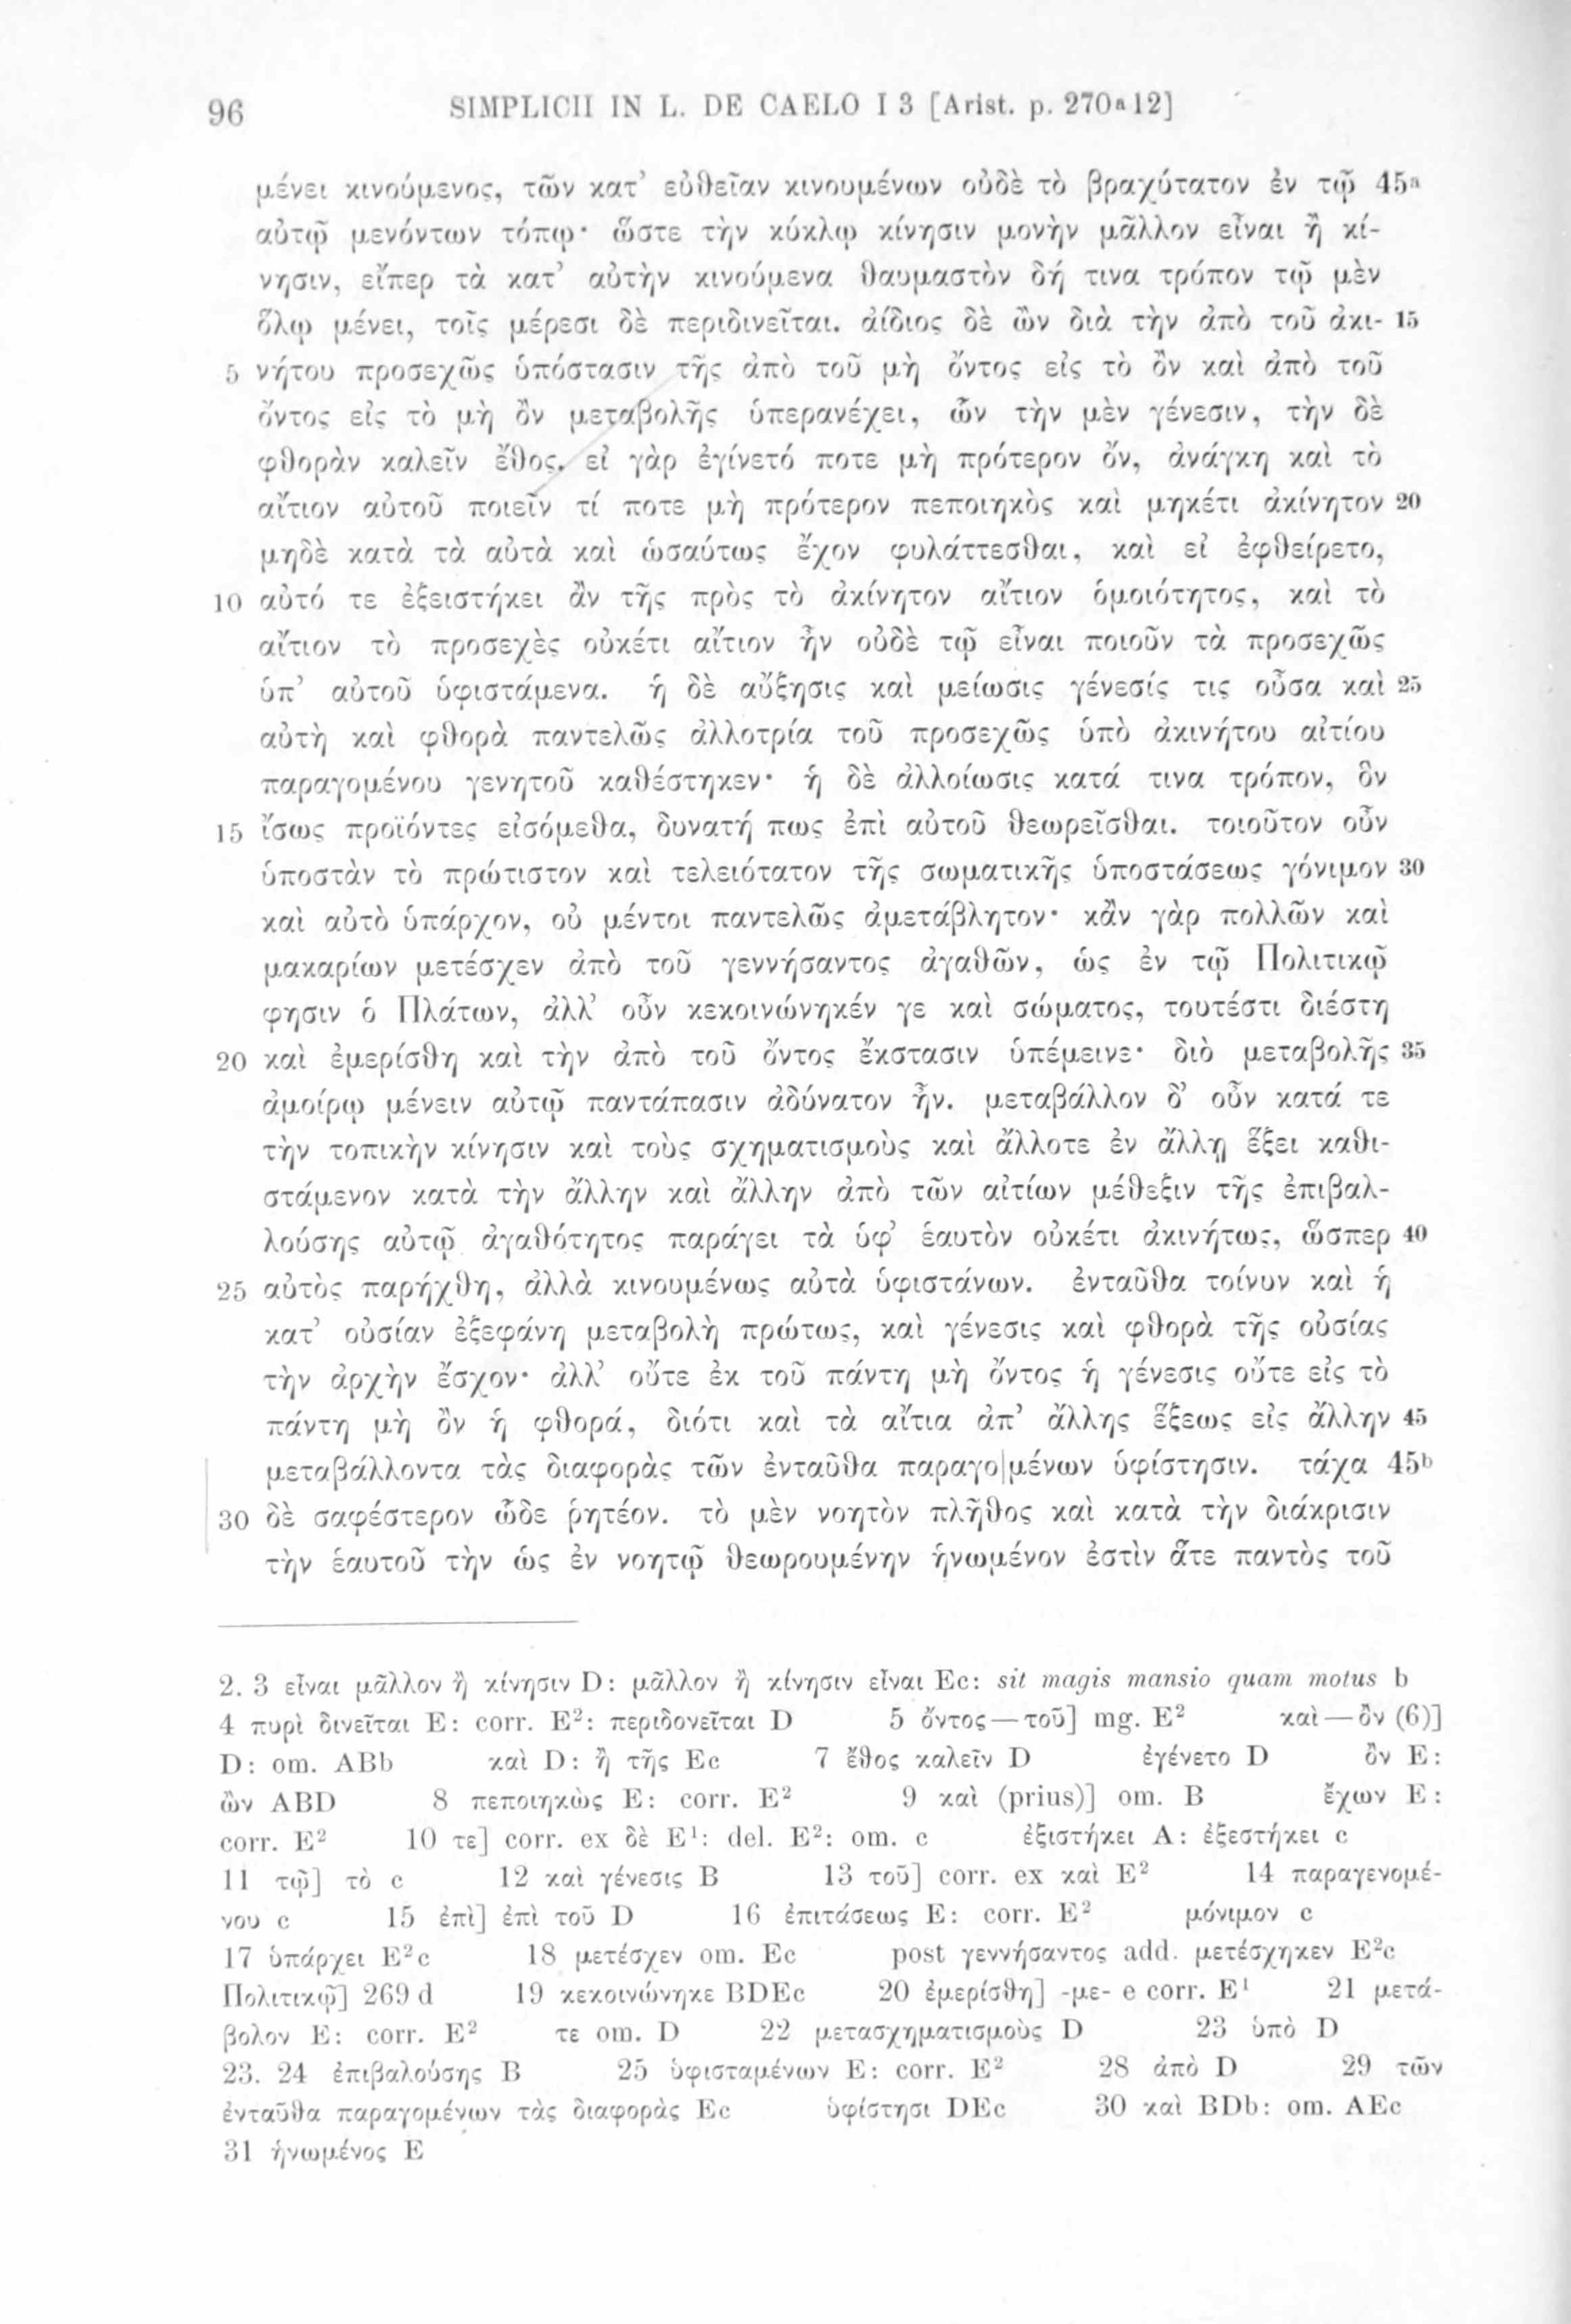 96 SIMPLICII IN L. DE CAELO I 3 [Arist. p. 270ᵃ12]
μένει κινούμενος, τῶν κατ’ εὐθεῖαν κινουμένων οὐδὲ τὸ βραχύτατον ἐν τῷ 45ᵃ
αὐτῷ μενόντων τόπῳ· ὥστε τὴν κύκλῳ κίνησιν μονὴν μᾶλλον εἶναι ἢ κί-
νησιν, εἴπερ τὰ κατ’ αὐτὴν κινούμενα θαυμαστὸν δή τινα τρόπον τῷ μὲν
ὅλῳ μένει, τοῖς μέρεσι δὲ περιδινεῖται. ἀίδιος δὲ ὢν διὰ τὴν ἀπὸ τοῦ ἀκι- 15
5 νήτου προσεχῶς ὑπόστασιν τῆς ἀπὸ τοῦ μὴ ὄντος εἰς τὸ ὂν καὶ ἀπὸ τοῦ
ὄντος εἰς τὸ μὴ ὂν μεταβολῆς ὑπερανέχει, ὧν τὴν μὲν γένεσιν, τὴν δὲ
φθορὰν καλεῖν ἔθος. εἰ γὰρ ἐγίνετό ποτε μὴ πρότερον ὄν, ἀνάγκη καὶ τὸ
αἴτιον αὐτοῦ ποιεῖν τί ποτε μὴ πρότερον πεποιηκὸς καὶ μηκέτι ἀκίνητον 20
μηδὲ κατὰ τὰ αὐτὰ καὶ ὡσαύτως ἔχον φυλάττεσθαι, καὶ εἰ ἐφθείρετο,
10 αὐτό τε ἐξειστήκει ἂν τῆς πρὸς τὸ ἀκίνητον αἴτιον ὁμοιότητος, καὶ τὸ
αἴτιον τὸ προσεχὲς οὐκέτι αἴτιον ἦν οὐδὲ τῷ εἶναι ποιοῦν τὰ προσεχῶς
ὑπ’ αὐτοῦ ὑφιστάμενα. ἡ δὲ αὔξησις καὶ μείωσις γένεσίς τις οὖσα καὶ 25
αὐτὴ καὶ φθορὰ παντελῶς ἀλλοτρία τοῦ προσεχῶς ὑπὸ ἀκινήτου αἰτίου
παραγομένου γενητοῦ καθέστηκεν· ἡ δὲ ἀλλοίωσις κατά τινα τρόπον, ὃν
15 ἴσως προϊόντες εἰσόμεθα, δυνατή πως ἐπὶ αὐτοῦ θεωρεῖσθαι. τοιοῦτον οὖν
ὑποστὰν τὸ πρώτιστον καὶ τελειότατον τῆς σωματικῆς ὑποστάσεως γόνιμον 30
καὶ αὐτὸ ὑπάρχον, οὐ μέντοι παντελῶς ἀμετάβλητον· κἂν γὰρ πολλῶν καὶ
μακαρίων μετέσχεν ἀπὸ τοῦ γεννήσαντος ἀγαθῶν, ὡς ἐν τῷ Πολιτικῷ
φησιν ὁ Πλάτων, ἀλλ’ οὖν κεκοινώνηκέν γε καὶ σώματος, τουτέστι διέστη
20 καὶ ἐμερίσθη καὶ τὴν ἀπὸ τοῦ ὄντος ἔκστασιν ὑπέμεινε· διὸ μεταβολῆς 35
ἀμοίρῳ μένειν αὐτῷ παντάπασιν ἀδύνατον ἦν. μεταβάλλον δ’ οὖν κατά τε
τὴν τοπικὴν κίνησιν καὶ τοὺς σχηματισμοὺς καὶ ἄλλοτε ἐν ἄλλῃ ἕξει καθι-
στάμενον κατὰ τὴν ἄλλην καὶ ἄλλην ἀπὸ τῶν αἰτίων μέθεξιν τῆς ἐπιβαλ-
λούσης αὐτῷ ἀγαθότητος παράγει τὰ ὑφ’ ἑαυτὸν οὐκέτι ἀκινήτως, ὥσπερ 40
25 αὐτὸς παρήχθη, ἀλλὰ κινουμένως αὐτὰ ὑφιστάνων. ἐνταῦθα τοίνυν καὶ ἡ
κατ’ οὐσίαν ἐξεφάνη μεταβολὴ πρώτως, καὶ γένεσις καὶ φθορὰ τῆς οὐσίας
τὴν ἀρχὴν ἔσχον· ἀλλ’ οὔτε ἐκ τοῦ πάντη μὴ ὄντος ἡ γένεσις οὔτε εἰς τὸ
πάντη μὴ ὂν ἡ φθορά, διότι καὶ τὰ αἴτια ἀπ’ ἄλλης ἕξεως εἰς ἄλλην 45
μεταβάλλοντα τὰς διαφορὰς τῶν ἐνταῦθα παραγο|μένων ὑφίστησιν. τάχα 45ᵇ
30 δὲ σαφέστερον ὧδε ῥητέον. τὸ μὲν νοητὸν πλῆθος καὶ κατὰ τὴν διάκρισιν
τὴν ἑαυτοῦ τὴν ὡς ἐν νοητῷ θεωρουμένην ἡνωμένον ἐστὶν ἅτε παντὸς τοῦ
2. 3 εἶναι μᾶλλον ἢ κίνησιν D: μᾶλλον ἢ κίνησιν εἶναι Ec: sit magis mansio quam motus b
4 πυρὶ δινεῖται E: corr. E²: περιδονεῖται D 5 ὄντος—τοῦ] mg. E² καὶ—ὂν (6)]
D: om. ABb καὶ D: ἢ τῆς Ec 7 ἔθος καλεῖν D ἐγένετο D ὂν E:
ὢν ABD 8 πεποιηκὼς E: corr. E² 9 καὶ (prius)] om. B ἔχων E:
corr. E² 10 τε] corr. ex δὲ E¹: del. E²: om. c ἐξιστήκει A: ἐξεστήκει c
11 τῷ] τὸ c 12 καὶ γένεσις B 13 τοῦ] corr. ex καὶ E² 14 παραγενομέ-
νου c 15 ἐπὶ] ἐπὶ τοῦ D 16 ἐπιτάσεως E: corr. E² μόνιμον c
17 ὑπάρχει E²c 18 μετέσχεν om. Ec post γεννήσαντος add. μετέσχηκεν E²c
Πολιτικῷ] 269 d 19 κεκοινώνηκε BDEc 20 ἐμερίσθη] -με- e corr. E¹ 21 μετά-
βολον E: corr. E² τε om. D 22 μετασχηματισμοὺς D 23 ὑπὸ D
23. 24 ἐπιβαλούσης B 25 ὑφισταμένων E: corr. E² 28 ἀπὸ D 29 τῶν
ἐνταῦθα παραγομένων τὰς διαφορὰς Ec ὑφίστησι DEc 30 καὶ BDb: om. AEc
31 ἡνωμένος E